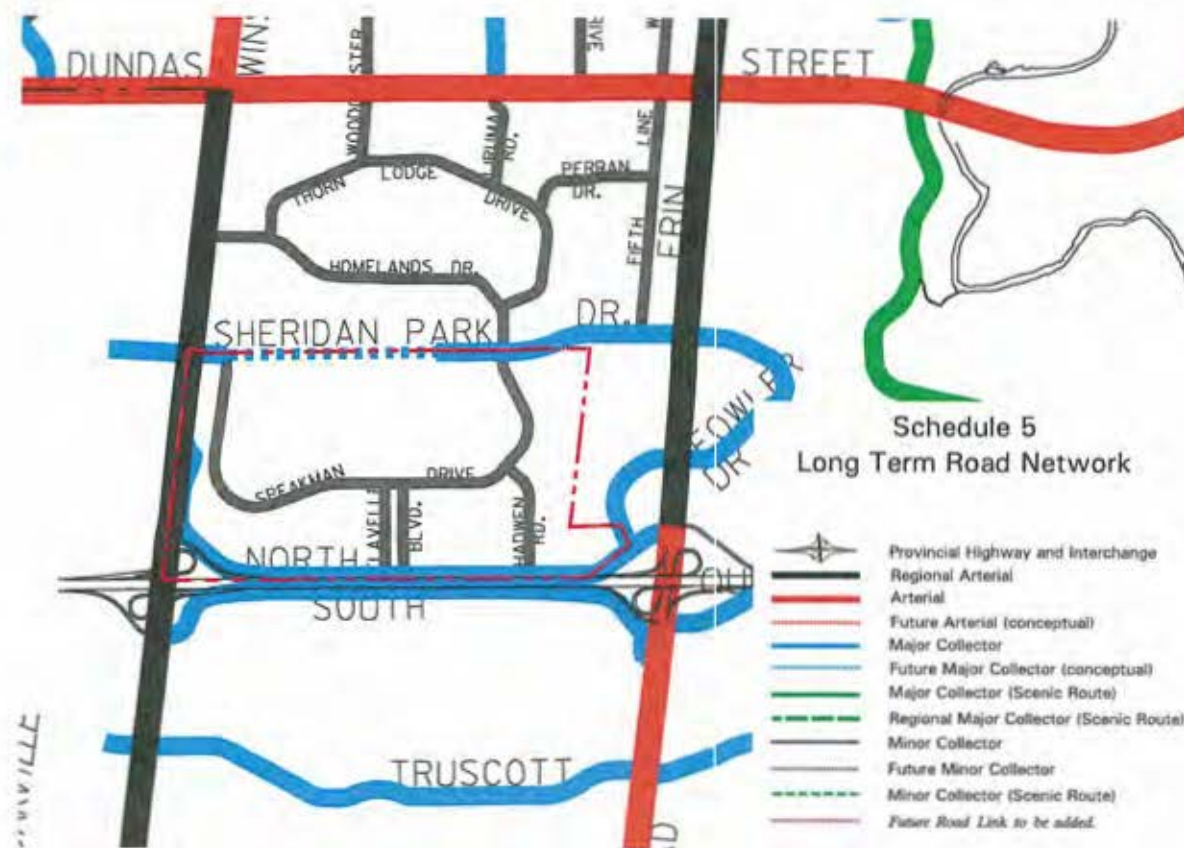 DUNDAS
STREET
THORN
LODGE
DRIVE
PERRAN
DR.
FIFTH
LINE
ERIN
HOMELANDS DR.
SHERIDAN PARK
DR.
FOWLER
DR
SPEAKMAN
DRIVE
BLVD.
HADWEN
RD.
NORTH
SOUTH
TRUSCOTT
Schedule 5
Long Term Road Network
Provincial Highway and Interchange
Regional Arterial
Arterial
Future Arterial (conceptual)
Major Collector
Future Major Collector (conceptual)
Major Collector (Scenic Route)
Regional Major Collector (Scenic Route)
Minor Collector
Future Minor Collector
Minor Collector (Scenic Route)
Future Road Link to be added.